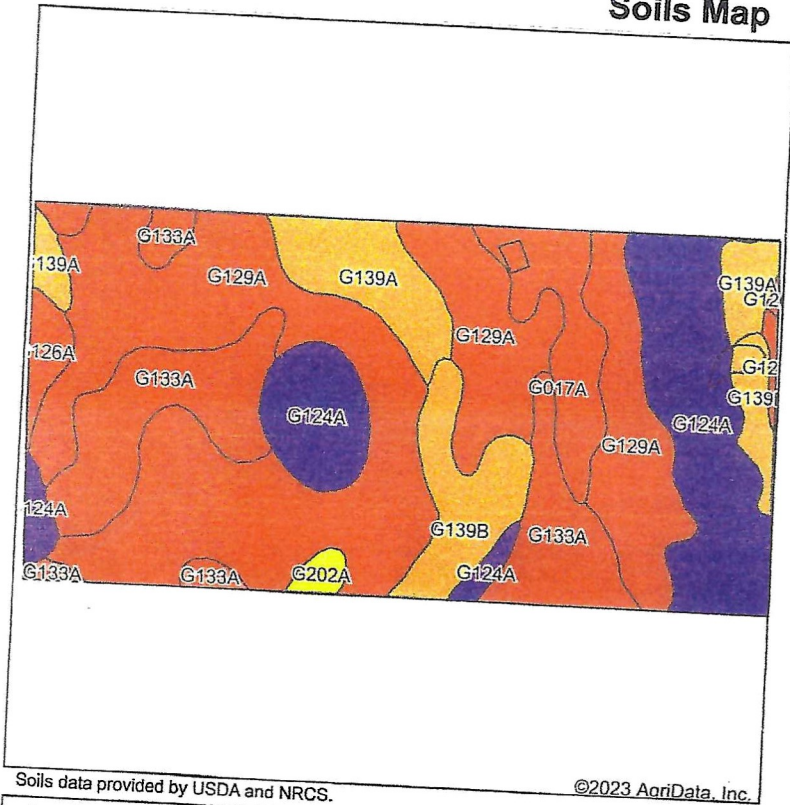 Soils Map
G133A
139A
G129A
G139A
G139A
G12
G129A
126A
G133A
G017A
G12
G139
G124A
G124A
G129A
124A
G139B
G133A
G133A
G133A
G202A
G124A
Soils data provided by USDA and NRCS.
©2023 AgriData, Inc.